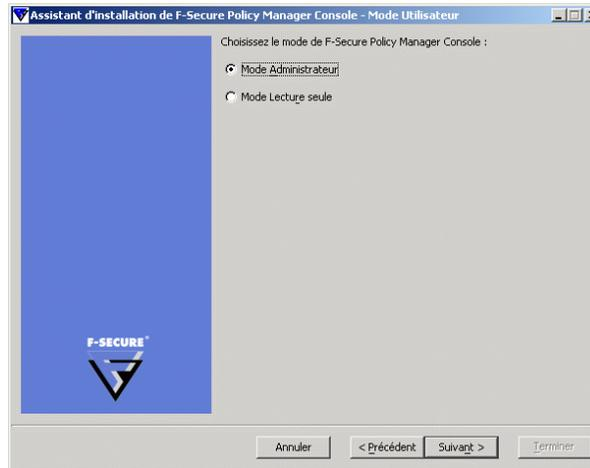 Assistant d'installation de F-Secure Policy Manager Console - Mode Utilisateur
Choisissez le mode de F-Secure Policy Manager Console :
Mode Administrateur
Mode Lecture seule
F-SECURE
Annuler
< Précédent
Suivant >
Terminer